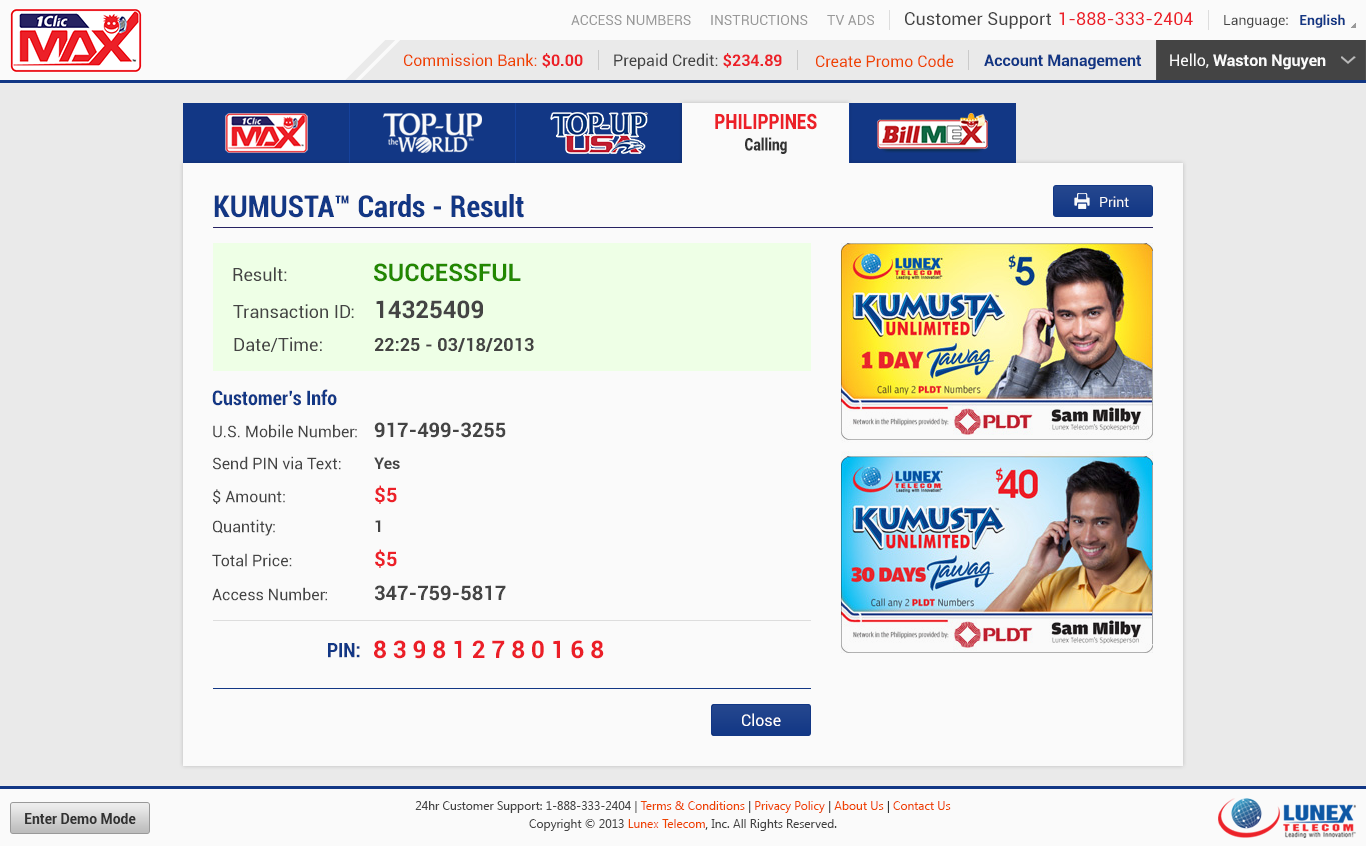 1Clic
MAX™
ACCESS NUMBERS INSTRUCTIONS TV ADS Customer Support 1-888-333-2404 Language: English
Commission Bank: $0.00 Prepaid Credit: $234.89 Create Promo Code Account Management Hello, Waston Nguyen
1Clic
MAX
TOP-UP
the WORLD™
TOP-UP
USA
PHILIPPINES
Calling
BillMEX
KUMUSTA™ Cards - Result
Print
Result: SUCCESSFUL
Transaction ID: 14325409
Date/Time: 22:25 - 03/18/2013
Customer's Info
U.S. Mobile Number: 917-499-3255
Send PIN via Text: Yes
$ Amount: $5
Quantity: 1
Total Price: $5
Access Number: 347-759-5817
PIN: 8 3 9 8 1 2 7 8 0 1 6 8
Close
LUNEX
TELECOM
Leading with Innovation!™
$5
KUMUSTA
UNLIMITED
1 DAY Tawag
Call any 2 PLDT Numbers
Network in the Philippines provided by: PLDT
Sam Milby
Lunex Telecom's Spokesperson
LUNEX
TELECOM
Leading with Innovation!™
$40
KUMUSTA
UNLIMITED
30 DAYS Tawag
Call any 2 PLDT Numbers
Network in the Philippines provided by: PLDT
Sam Milby
Lunex Telecom's Spokesperson
Enter Demo Mode
24hr Customer Support: 1-888-333-2404 | Terms & Conditions | Privacy Policy | About Us | Contact Us
Copyright © 2013 Lunex Telecom, Inc. All Rights Reserved.
LUNEX
TELECOM
Leading with Innovation!™